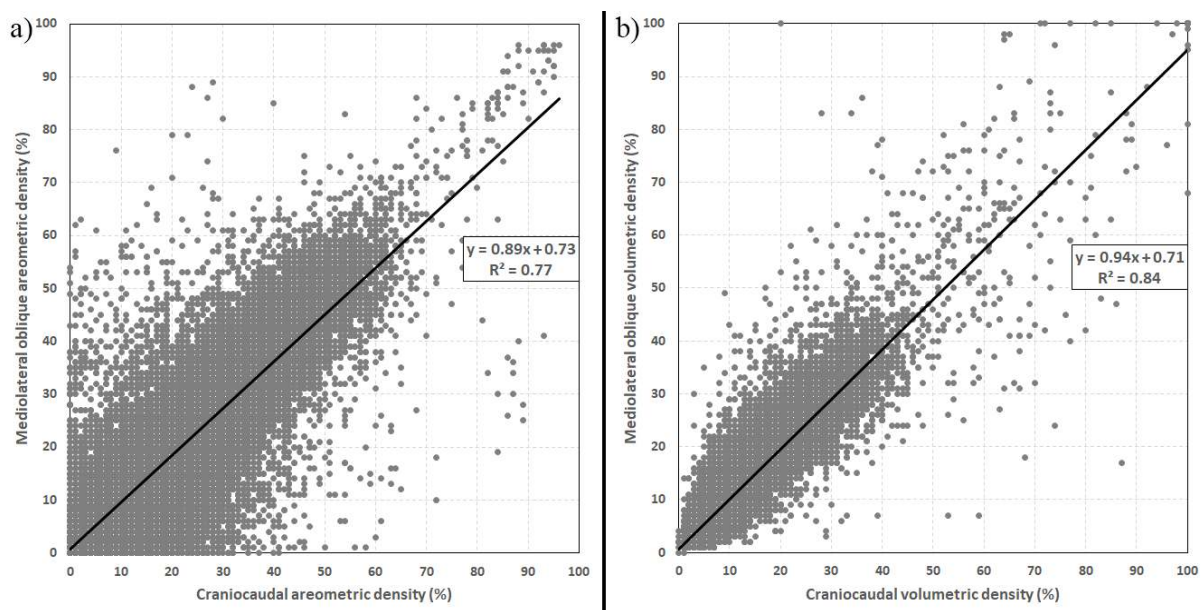 a)
100
90
80
70
60
50
40
30
20
10
0
Mediolateral oblique areometric density (%)
y = 0.89x + 0.73
R² = 0.77
0 10 20 30 40 50 60 70 80 90 100
Craniocaudal areometric density (%)
b)
100
90
80
70
60
50
40
30
20
10
0
Mediolateral oblique volumetric density (%)
y = 0.94x + 0.71
R² = 0.84
0 10 20 30 40 50 60 70 80 90 100
Craniocaudal volumetric density (%)